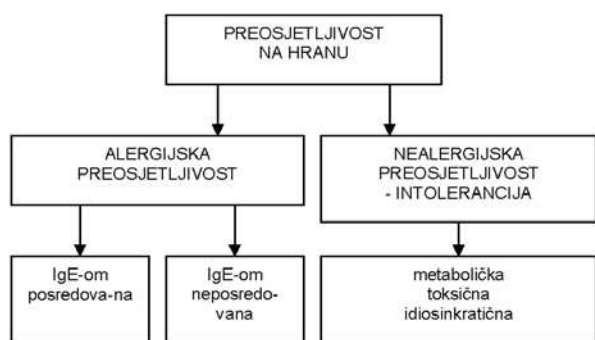 PREOSJETLJIVOST
NA HRANU
ALERGIJSKA
PREOSJETLJIVOST
NEALERGIJSKA
PREOSJETLJIVOST
- INTOLERANCIJA
IgE-om
posredova-na
IgE-om
neposredo-
vana
metabolička
toksična
idiosinkratična